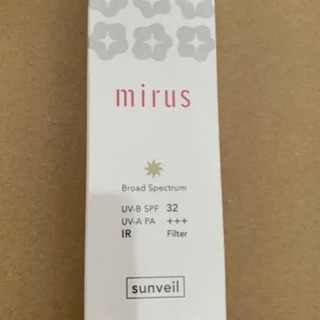 mirus
Broad Spectrum
UV-B SPF 32
UV-A PA +++
IR Filter
sunveil